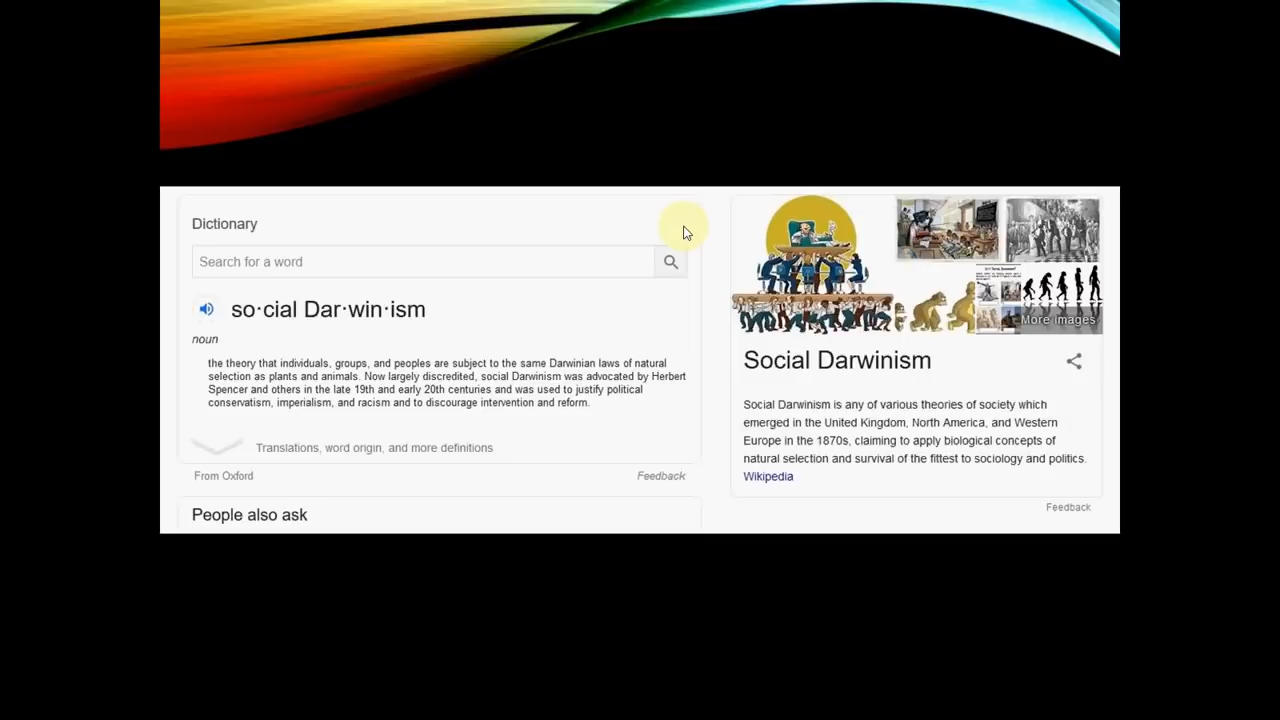 Dictionary
Search for a word
so·cial Dar·win·ism
noun
the theory that individuals, groups, and peoples are subject to the same Darwinian laws of natural
selection as plants and animals. Now largely discredited, social Darwinism was advocated by Herbert
Spencer and others in the late 19th and early 20th centuries and was used to justify political
conservatism, imperialism, and racism and to discourage intervention and reform.
Translations, word origin, and more definitions
From Oxford
Feedback
People also ask
More images
Social Darwinism
Social Darwinism is any of various theories of society which
emerged in the United Kingdom, North America, and Western
Europe in the 1870s, claiming to apply biological concepts of
natural selection and survival of the fittest to sociology and politics.
Wikipedia
Feedback